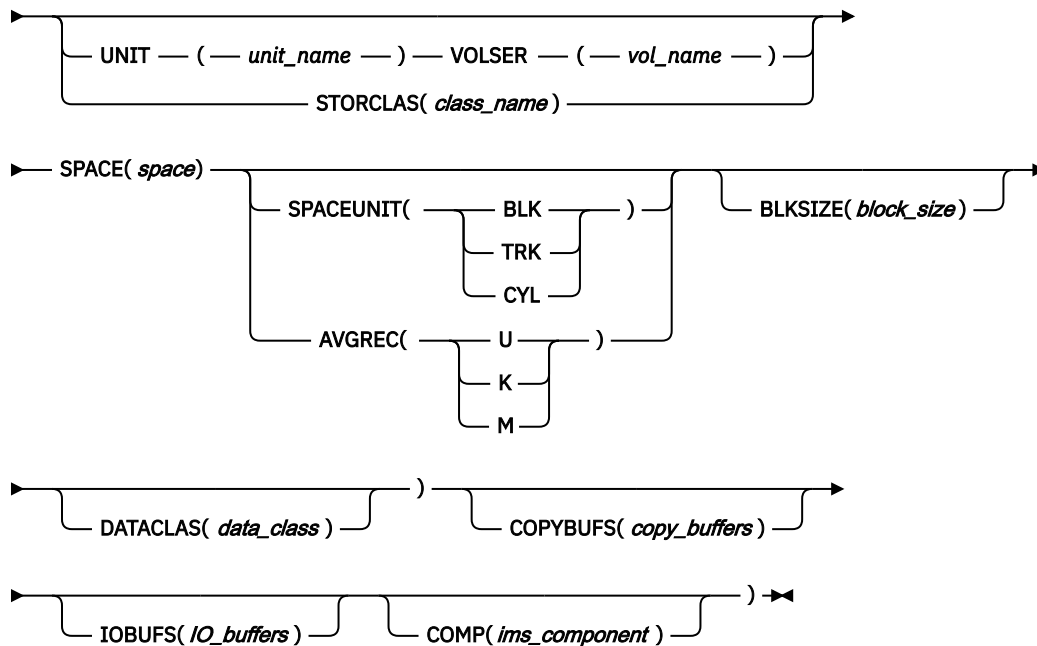 UNIT ( unit_name ) VOLSER ( vol_name )
STORCLAS( class_name )
SPACE( space)
SPACEUNIT( BLK )
BLKSIZE( block_size )
TRK
CYL
AVGREC( U )
K
M
)
DATACLAS( data_class )
COPYBUFS( copy_buffers )
)
IOBUFS( IO_buffers )
COMP( ims_component )